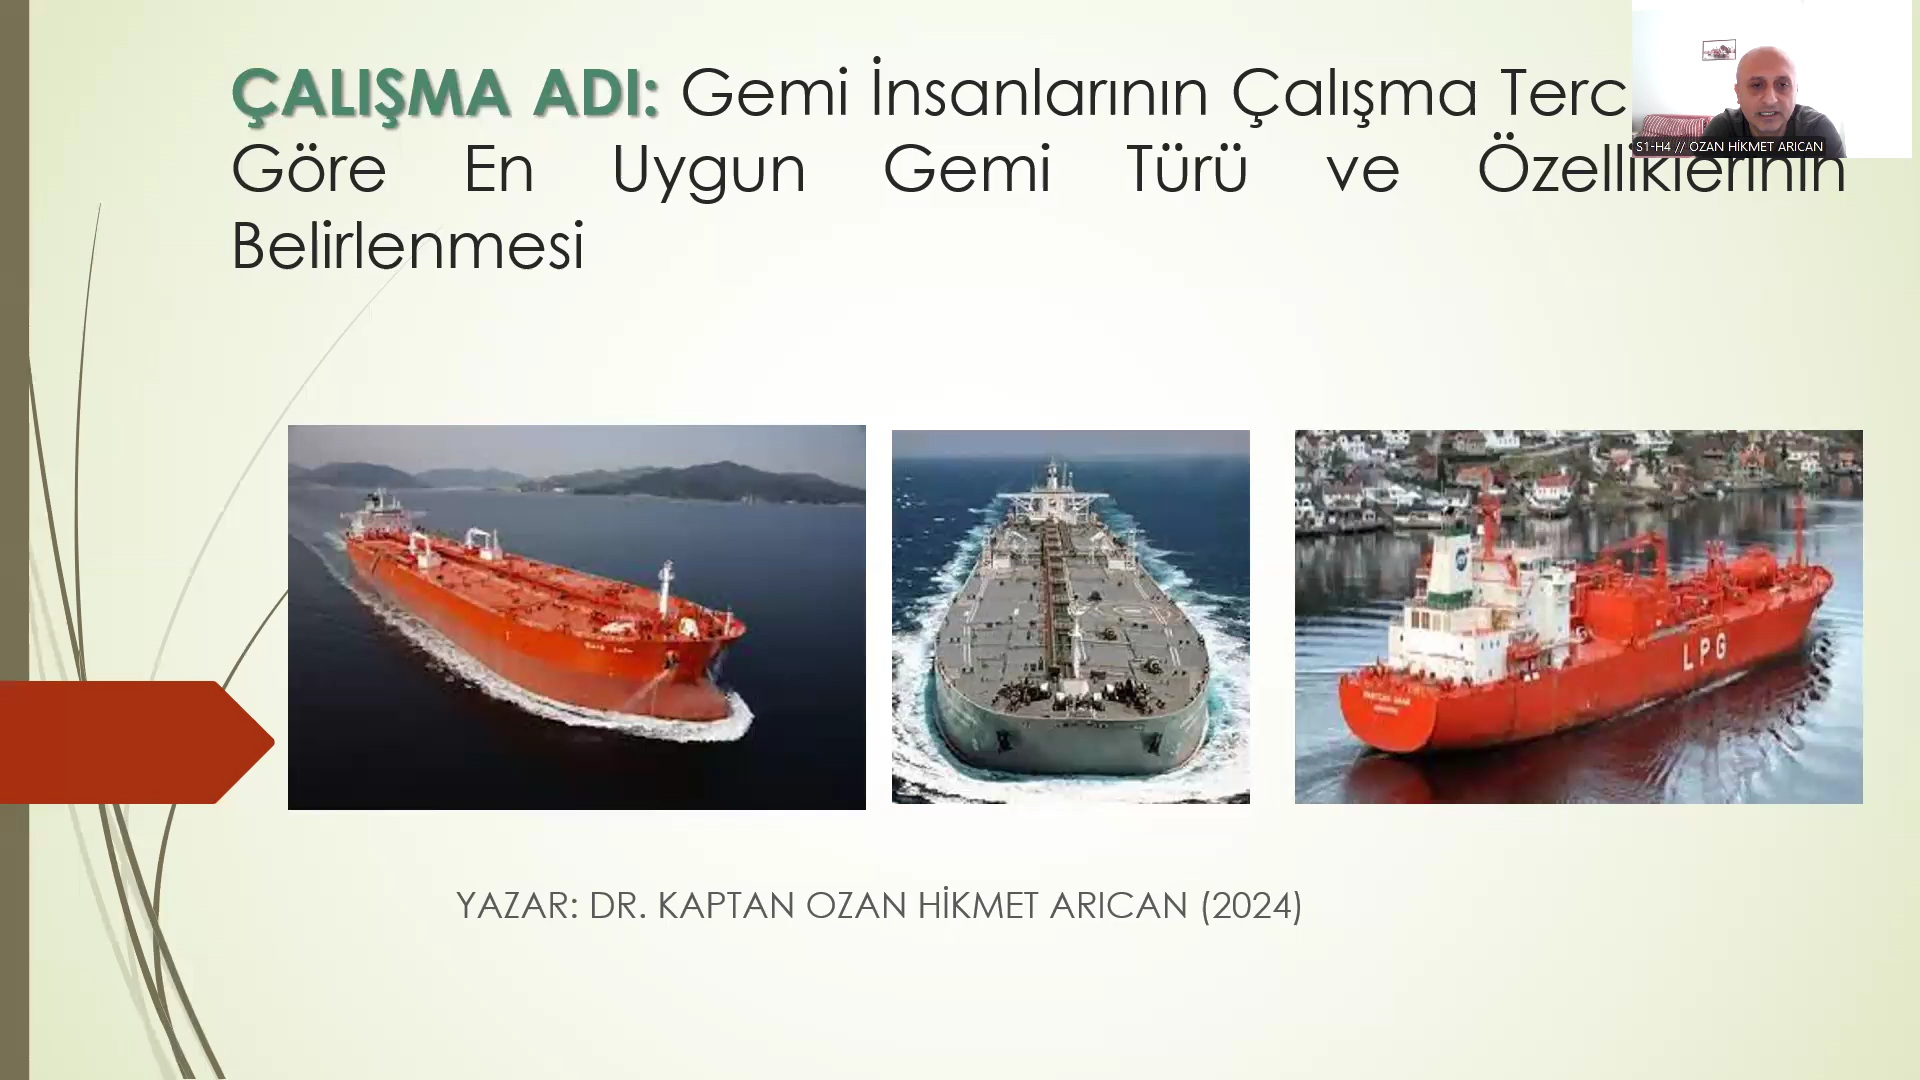 ÇALIŞMA ADI: Gemi İnsanlarının Çalışma Terc
Göre En Uygun Gemi Türü ve Özelliklerinin
Belirlenmesi
S1-H4 // OZAN HİKMET ARICAN
LPG
YAZAR: DR. KAPTAN OZAN HİKMET ARICAN (2024)